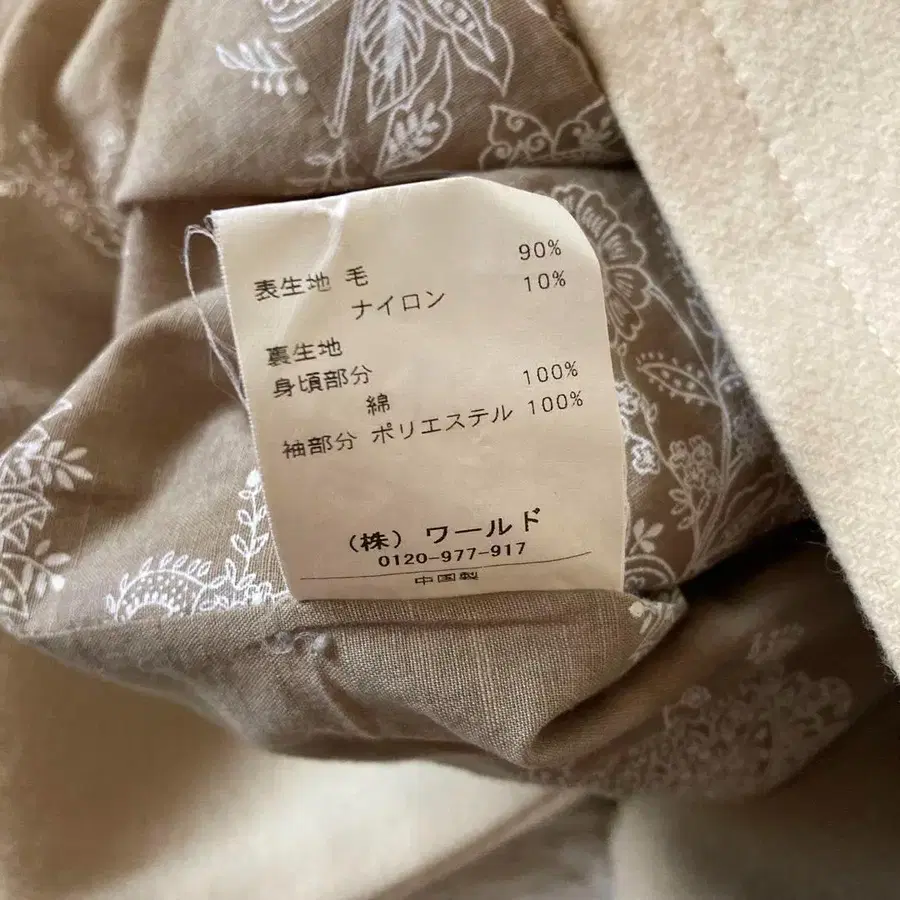 表生地 毛 90%
ナイロン 10%
裏生地
身頃部分
綿 100%
袖部分 ポリエステル 100%
(株) ワールド
0120-977-917
中国製